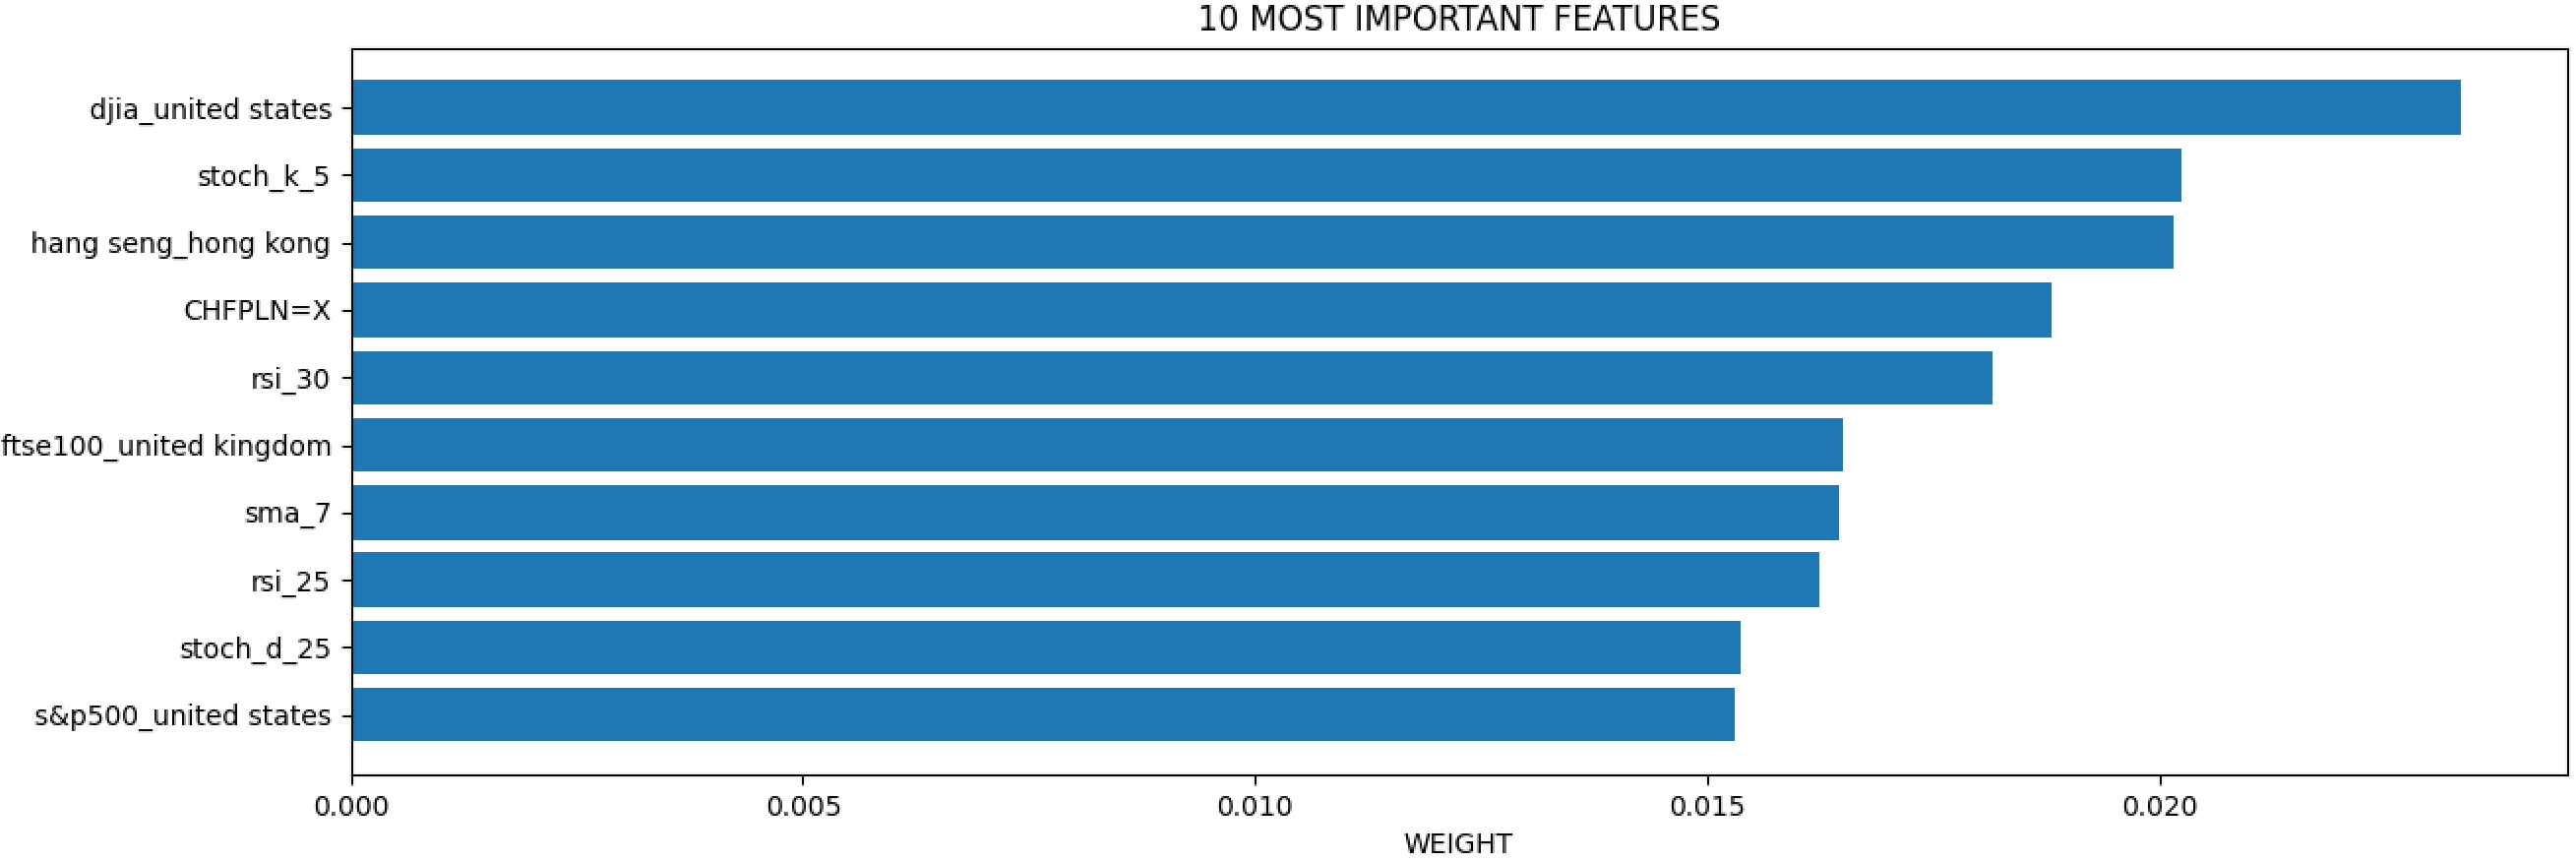 10 MOST IMPORTANT FEATURES
djia_united states
stoch_k_5
hang seng_hong kong
CHFPLN=X
rsi_30
ftse100_united kingdom
sma_7
rsi_25
stoch_d_25
s&p500_united states
0.000 0.005 0.010 0.015 0.020
WEIGHT